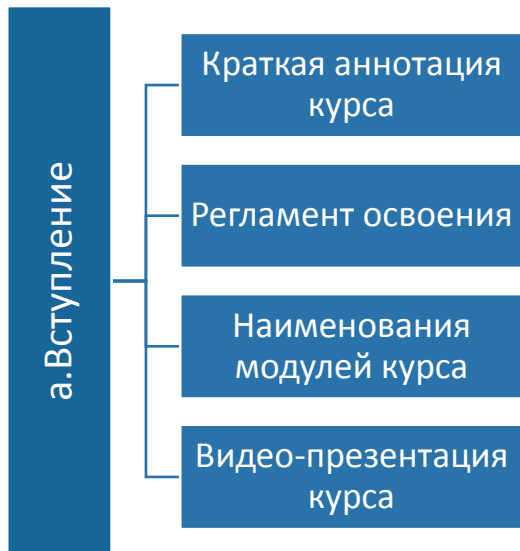 а.Вступление
Краткая аннотация
курса
Регламент освоения
Наименования
модулей курса
Видео-презентация
курса